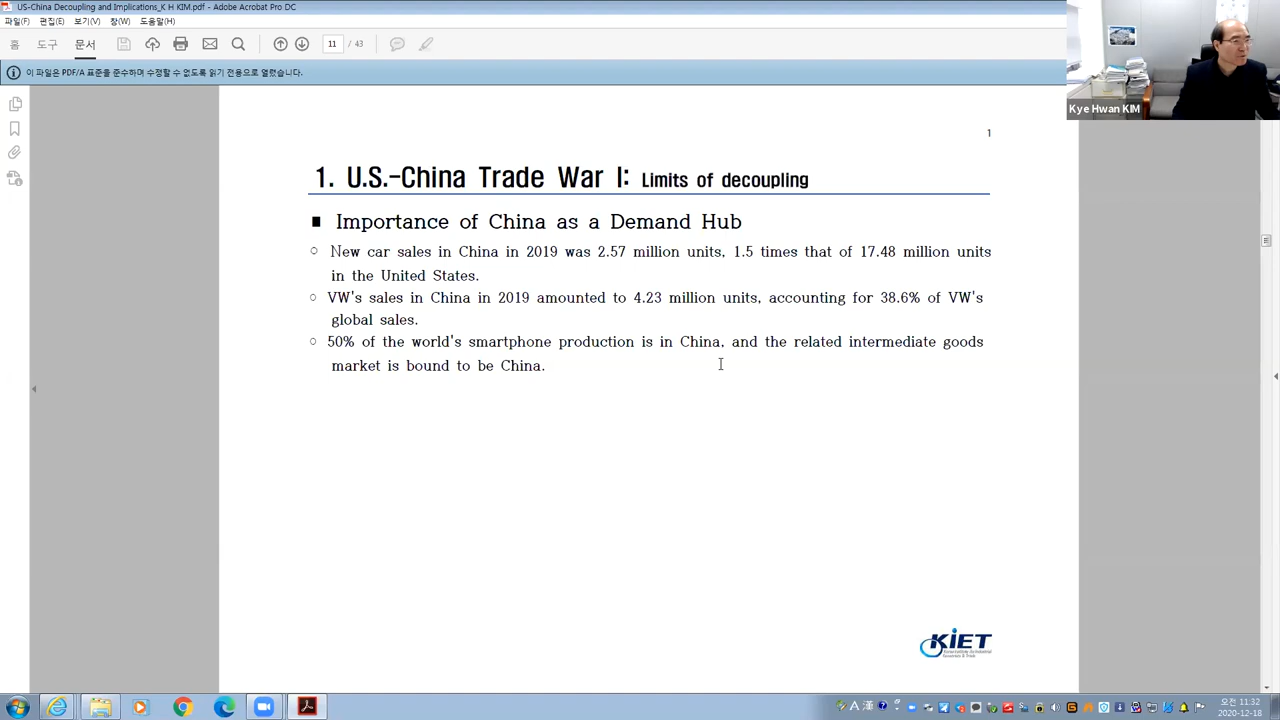 US-China Decoupling and Implications_K H KIM.pdf - Adobe Acrobat Pro DC
파일(F) 편집(E) 보기(V) 창(W) 도움말(H)
홈 도구 문서 11 / 43
이 파일은 PDF/A 표준을 준수하며 수정할 수 없도록 읽기 전용으로 열렸습니다.
Kye Hwan KIM
1
1. U.S.-China Trade War I: Limits of decoupling
■ Importance of China as a Demand Hub
○ New car sales in China in 2019 was 2.57 million units, 1.5 times that of 17.48 million units
in the United States.
○ VW's sales in China in 2019 amounted to 4.23 million units, accounting for 38.6% of VW's
global sales.
○ 50% of the world's smartphone production is in China, and the related intermediate goods
market is bound to be China.
KIET
A 漢
오전 11:32
2020-12-18